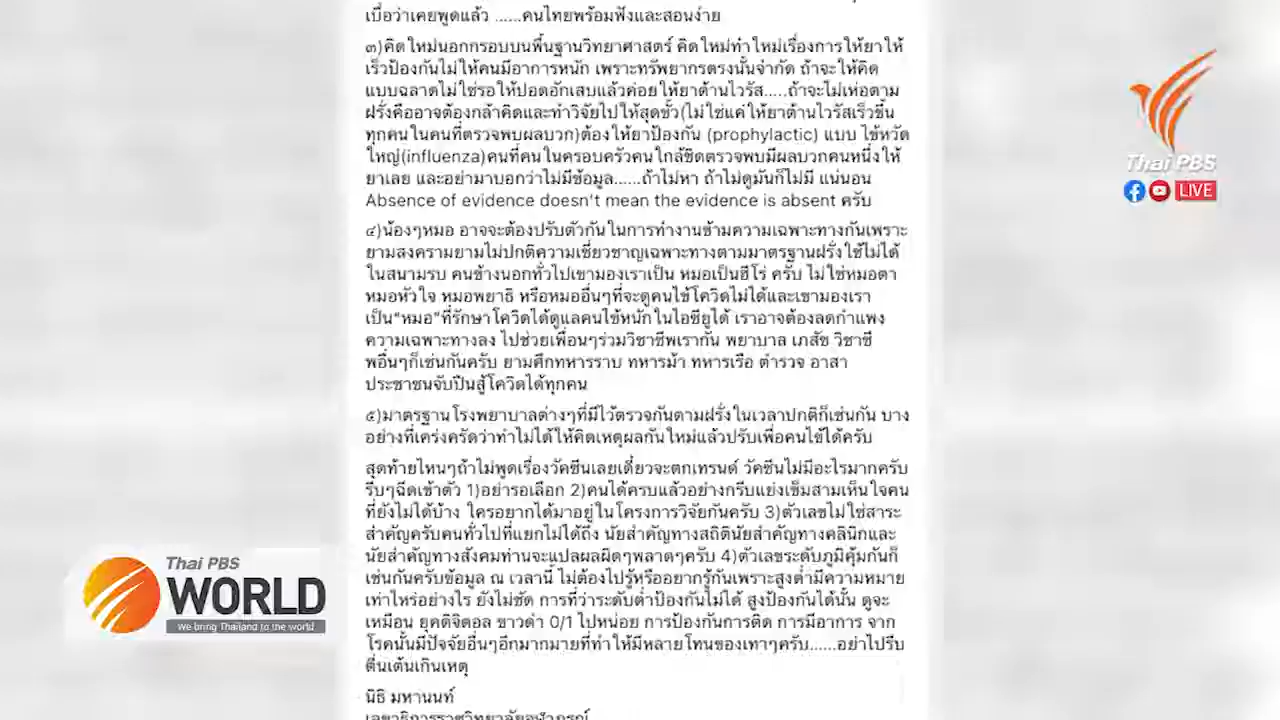 เบื่อว่าเคยพูดแล้ว ......คนไทยพร้อมฟังและสอนง่าย
๓)คิดใหม่นอกกรอบบนพื้นฐานวิทยาศาสตร์ คิดใหม่ทำใหม่เรื่องการให้ยาให้
เร็วป้องกันไม่ให้คนมีอาการหนัก เพราะทรัพยากรตรงนั้นจำกัด ถ้าจะให้คิด
แบบฉลาดไม่ใช่รอให้ปอดอักเสบแล้วค่อยให้ยาต้านไวรัส.....ถ้าจะไม่เห่อตาม
ฝรั่งคืออาจต้องกล้าคิดและทำวิจัยไปให้สุดขั้ว(ไม่ใช่แค่ให้ยาต้านไวรัสเร็วขึ้น
ทุกคนในคนที่ตรวจพบผลบวก)ต้องให้ยาป้องกัน (prophylactic) แบบ ไข้หวัด
ใหญ่(influenza)คนที่คนในครอบครัวคนใกล้ชิดตรวจพบมีผลบวกคนหนึ่งให้
ยาเลย และอย่ามาบอกว่าไม่มีข้อมูล......ถ้าไม่หา ถ้าไม่ดูมันก็ไม่มี แน่นอน
Absence of evidence doesn't mean the evidence is absent ครับ
๔)น้องๆหมอ อาจจะต้องปรับตัวกันในการทำงานข้ามความเฉพาะทางกันเพราะ
ยามสงครามยามไม่ปกติความเชี่ยวชาญเฉพาะทางตามมาตรฐานฝรั่งใช้ไม่ได้
ในสนามรบ คนข้างนอกทั่วไปเขามองเราเป็น หมอเป็นฮีโร่ ครับ ไม่ใช่หมอตา
หมอหัวใจ หมอพยาธิ หรือหมออื่นๆที่จะดูคนไข้โควิดไม่ได้และเขามองเรา
เป็น“หมอ”ที่รักษาโควิดได้ดูแลคนไข้หนักในไอซียูได้ เราอาจต้องลดกำแพง
ความเฉพาะทางลง ไปช่วยเพื่อนๆร่วมวิชาชีพเรากัน พยาบาล เภสัช วิชาชี
พอื่นๆก็เช่นกันครับ ยามศึกทหารราบ ทหารม้า ทหารเรือ ตำรวจ อาสา
ประชาชนจับปืนสู้โควิดได้ทุกคน
๕)มาตรฐานโรงพยาบาลต่างๆที่มีไว้ตรวจกันตามฝรั่งในเวลาปกติก็เช่นกัน บาง
อย่างที่เคร่งครัดว่าทำไม่ได้ให้คิดเหตุผลกันใหม่แล้วปรับเพื่อคนไข้ได้ครับ
สุดท้ายไหนๆถ้าไม่พูดเรื่องวัคซีนเลยเดี๋ยวจะตกเทรนด์ วัคซีนไม่มีอะไรมากครับ
รีบๆฉีดเข้าตัว 1)อย่ารอเลือก 2)คนได้ครบแล้วอย่างกรีบแย่งเข็มสามเห็นใจคน
ที่ยังไม่ได้บ้าง ใครอยากได้มาอยู่ในโครงการวิจัยกันครับ 3)ตัวเลขไม่ใช่สาระ
สำคัญครับคนทั่วไปที่แยกไม่ได้ถึง นัยสำคัญทางสถิตินัยสำคัญทางคลินิกและ
นัยสำคัญทางสังคมท่านจะแปลผลผิดๆพลาดๆครับ 4)ตัวเลขระดับภูมิคุ้มกันก็
เช่นกันครับข้อมูล ณ เวลานี้ ไม่ต้องไปรู้หรืออยากรู้กันเพราะสูงต่ำมีความหมาย
เท่าไหร่อย่างไร ยังไม่ชัด การที่ว่าระดับต่ำป้องกันไม่ได้ สูงป้องกันได้นั้น ดูจะ
เหมือน ยุคดิจิตอล ขาวดำ 0/1 ไปหน่อย การป้องกันการติด การมีอาการ จาก
โรคนั้นมีปัจจัยอื่นๆอีกมากมายที่ทำให้มีหลายโทนของเทาๆครับ......อย่าไปรีบ
ตื่นเต้นเกินเหตุ
นิธิ มหานนท์
เลขาธิการราชวิทยาลัยจุฬาภรณ์
Thai PBS
LIVE
Thai PBS
WORLD
We bring Thailand to the world